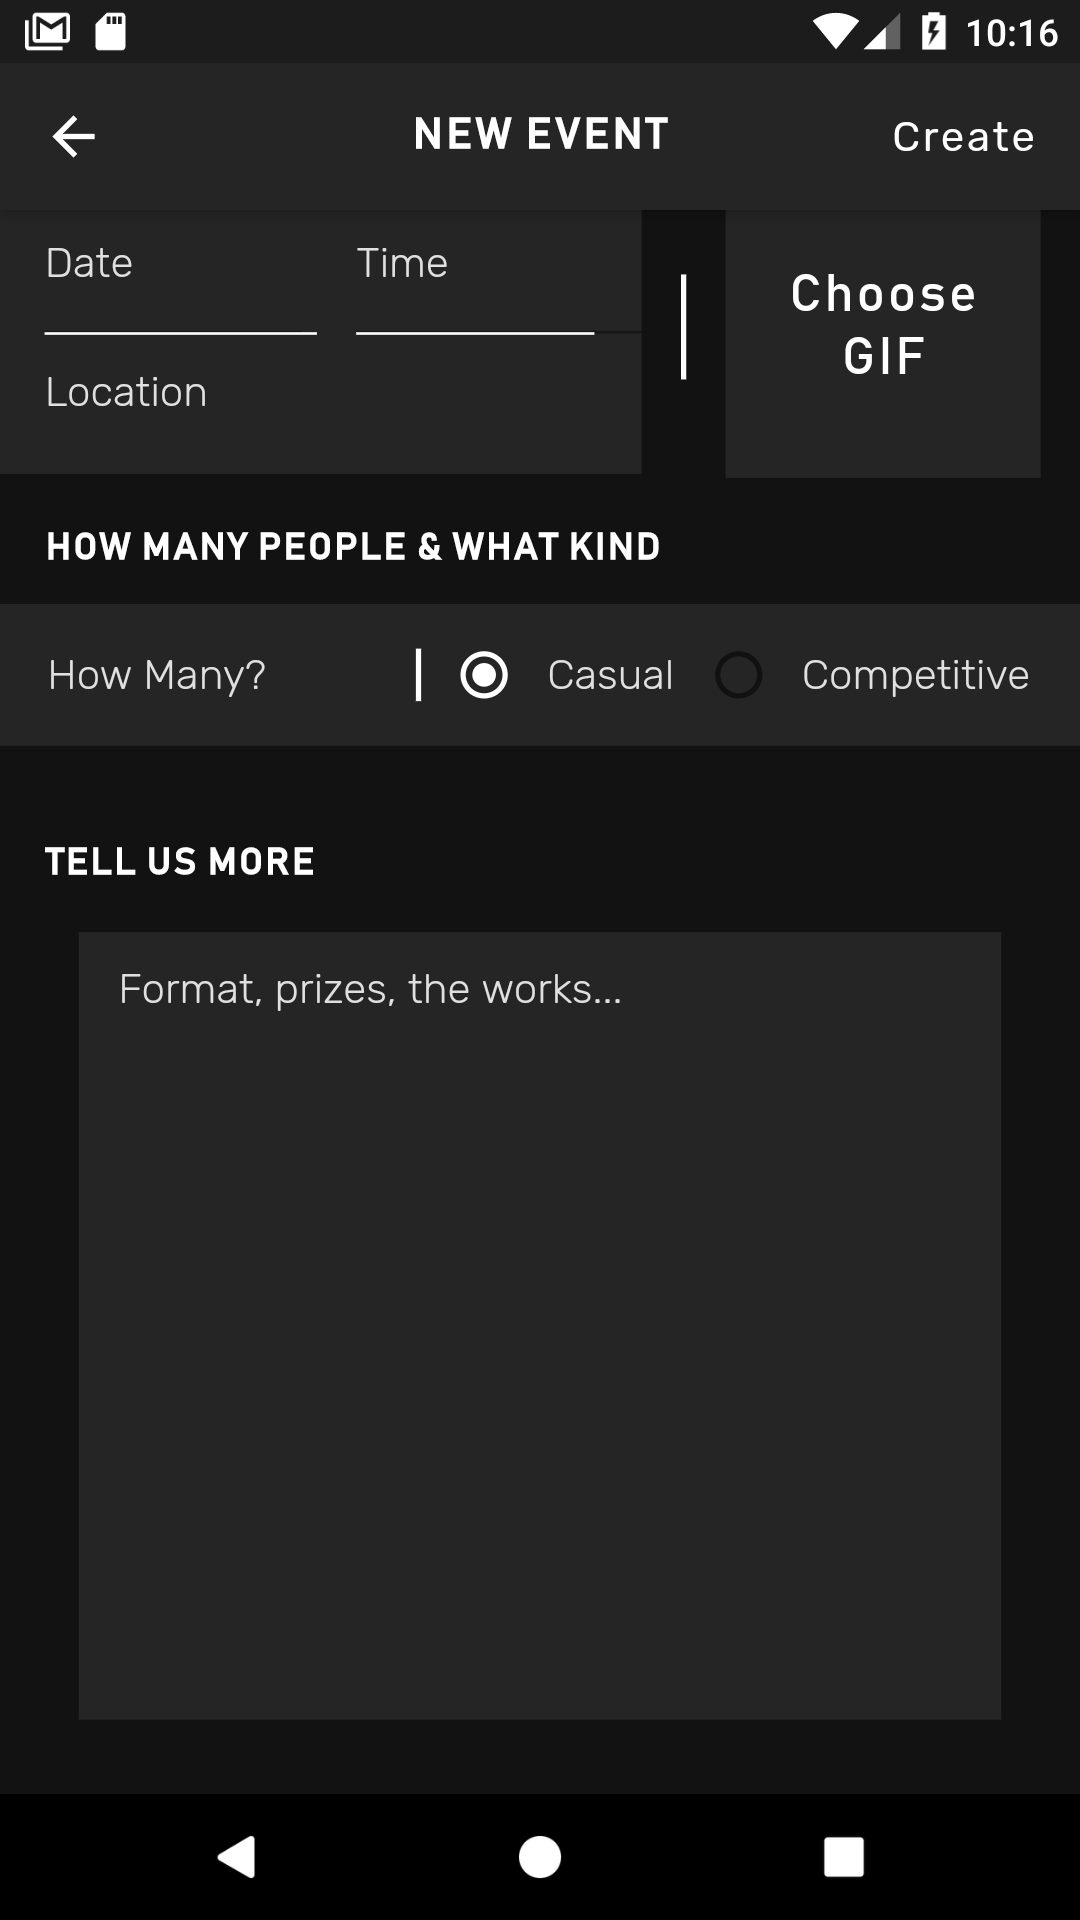 10:16
NEW EVENT
Create
Date
Time
Choose
GIF
Location
HOW MANY PEOPLE & WHAT KIND
How Many?
Casual
Competitive
TELL US MORE
Format, prizes, the works...